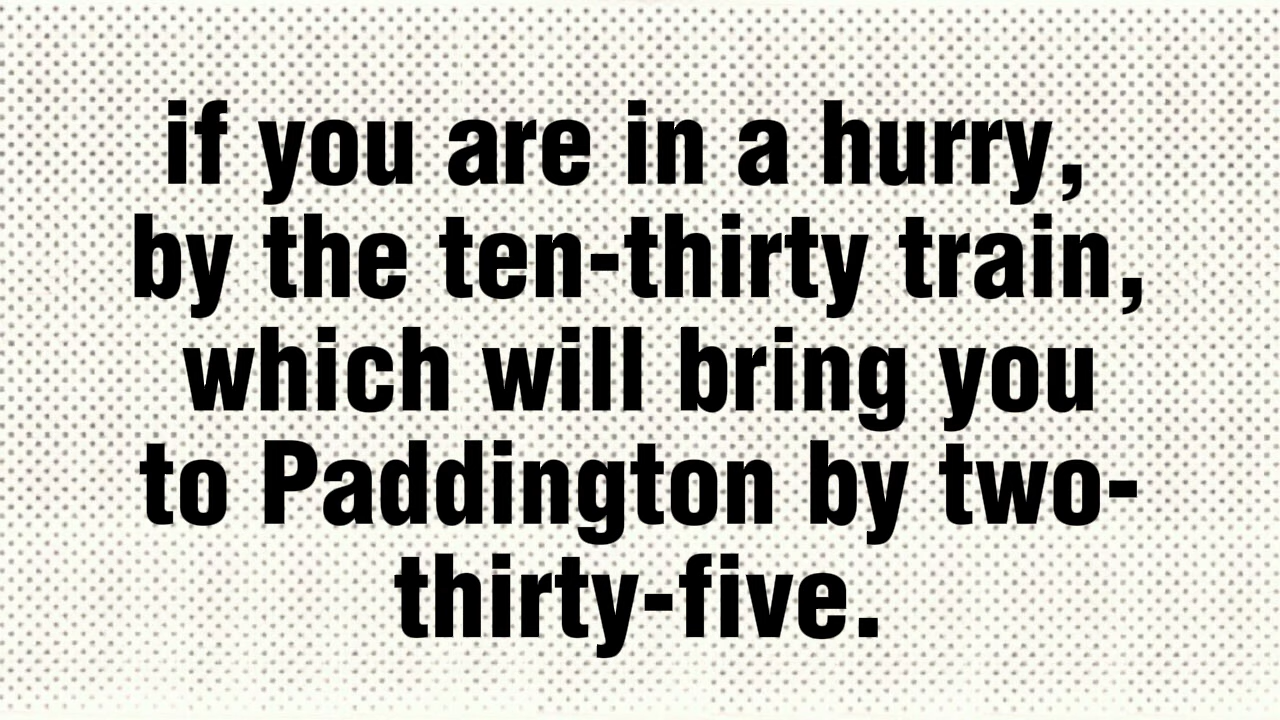 if you are in a hurry,
by the ten-thirty train,
which will bring you
to Paddington by two-
thirty-five.